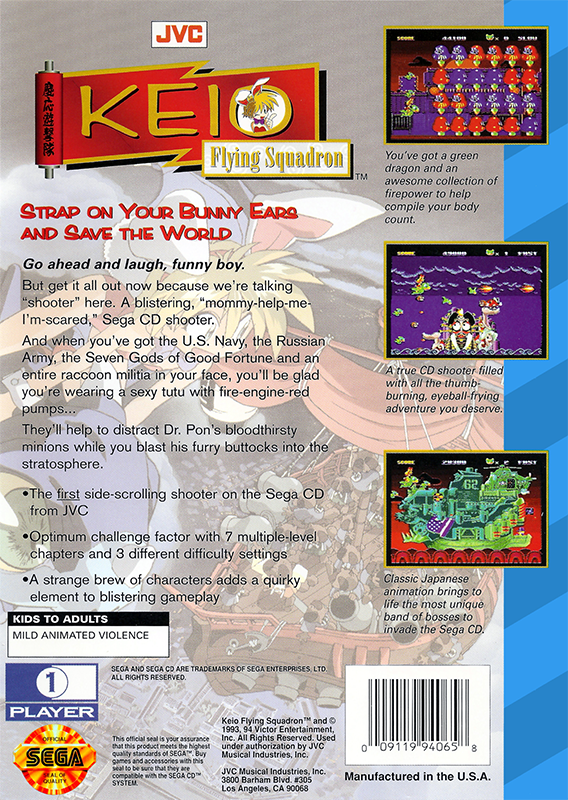 JVC
慶応遊撃隊
KEIO
Flying Squadron
TM
STRAP ON YOUR BUNNY EARS
AND SAVE THE WORLD
Go ahead and laugh, funny boy.
But get it all out now because we're talking
"shooter" here. A blistering, "mommy-help-me-
I'm-scared," Sega CD shooter.
And when you've got the U.S. Navy, the Russian
Army, the Seven Gods of Good Fortune and an
entire raccoon militia in your face, you'll be glad
you're wearing a sexy tutu with fire-engine-red
pumps...
They'll help to distract Dr. Pon's bloodthirsty
minions while you blast his furry buttocks into the
stratosphere.
•The first side-scrolling shooter on the Sega CD
from JVC
•Optimum challenge factor with 7 multiple-level
chapters and 3 different difficulty settings
•A strange brew of characters adds a quirky
element to blistering gameplay
SCORE 44100
You've got a green
dragon and an
awesome collection of
firepower to help
compile your body
count.
SCORE
A true CD shooter filled
with all the thumb-
burning, eyeball-frying
adventure you deserve.
SCORE
62
Classic Japanese
animation brings to
life the most unique
band of bosses to
invade the Sega CD.
KIDS TO ADULTS
MILD ANIMATED VIOLENCE
1
PLAYER
SEGA AND SEGA CD ARE TRADEMARKS OF SEGA ENTERPRISES, LTD.
ALL RIGHTS RESERVED.
OFFICIAL
SEGA
SEAL OF
QUALITY
This official seal is your assurance
that this product meets the highest
quality standards of SEGA™. Buy
games and accessories with this
seal to be sure that they are
compatible with the SEGA CD™
SYSTEM.
Keio Flying Squadron™ and ©
1993, 94 Victor Entertainment,
Inc. All Rights Reserved. Used
under authorization by JVC
Musical Industries, Inc.
JVC Musical Industries, Inc.
3800 Barham Blvd. #305
Los Angeles, CA 90068
0 09119 94065 8
Manufactured in the U.S.A.